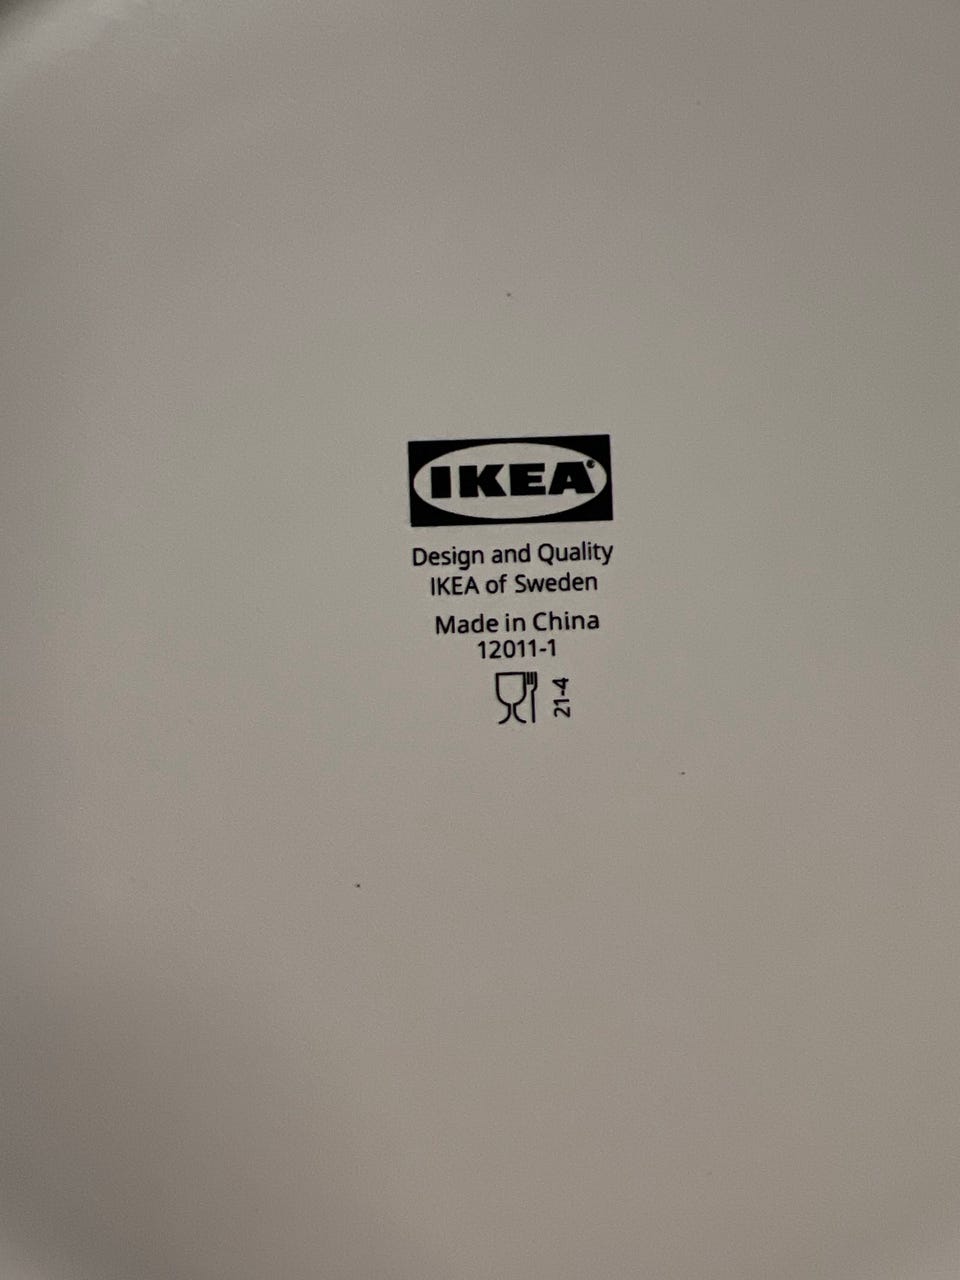 IKEA®
Design and Quality
IKEA of Sweden
Made in China
12011-1
21-4